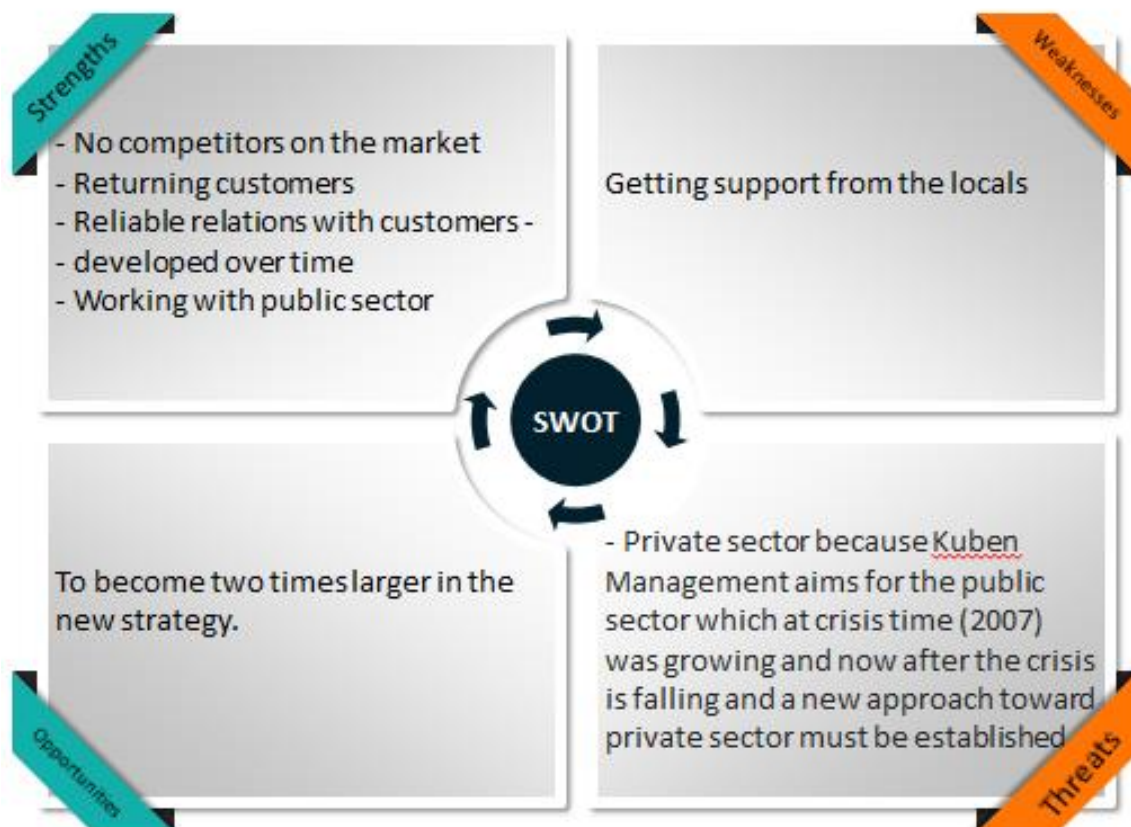 Strengths
- No competitors on the market
- Returning customers
- Reliable relations with customers -
- developed over time
- Working with public sector
Weaknesses
Getting support from the locals
SWOT
To become two times larger in the
new strategy.
Opportunities
- Private sector because Kuben
Management aims for the public
sector which at crisis time (2007)
was growing and now after the crisis
is falling and a new approach toward
private sector must be established
Threats